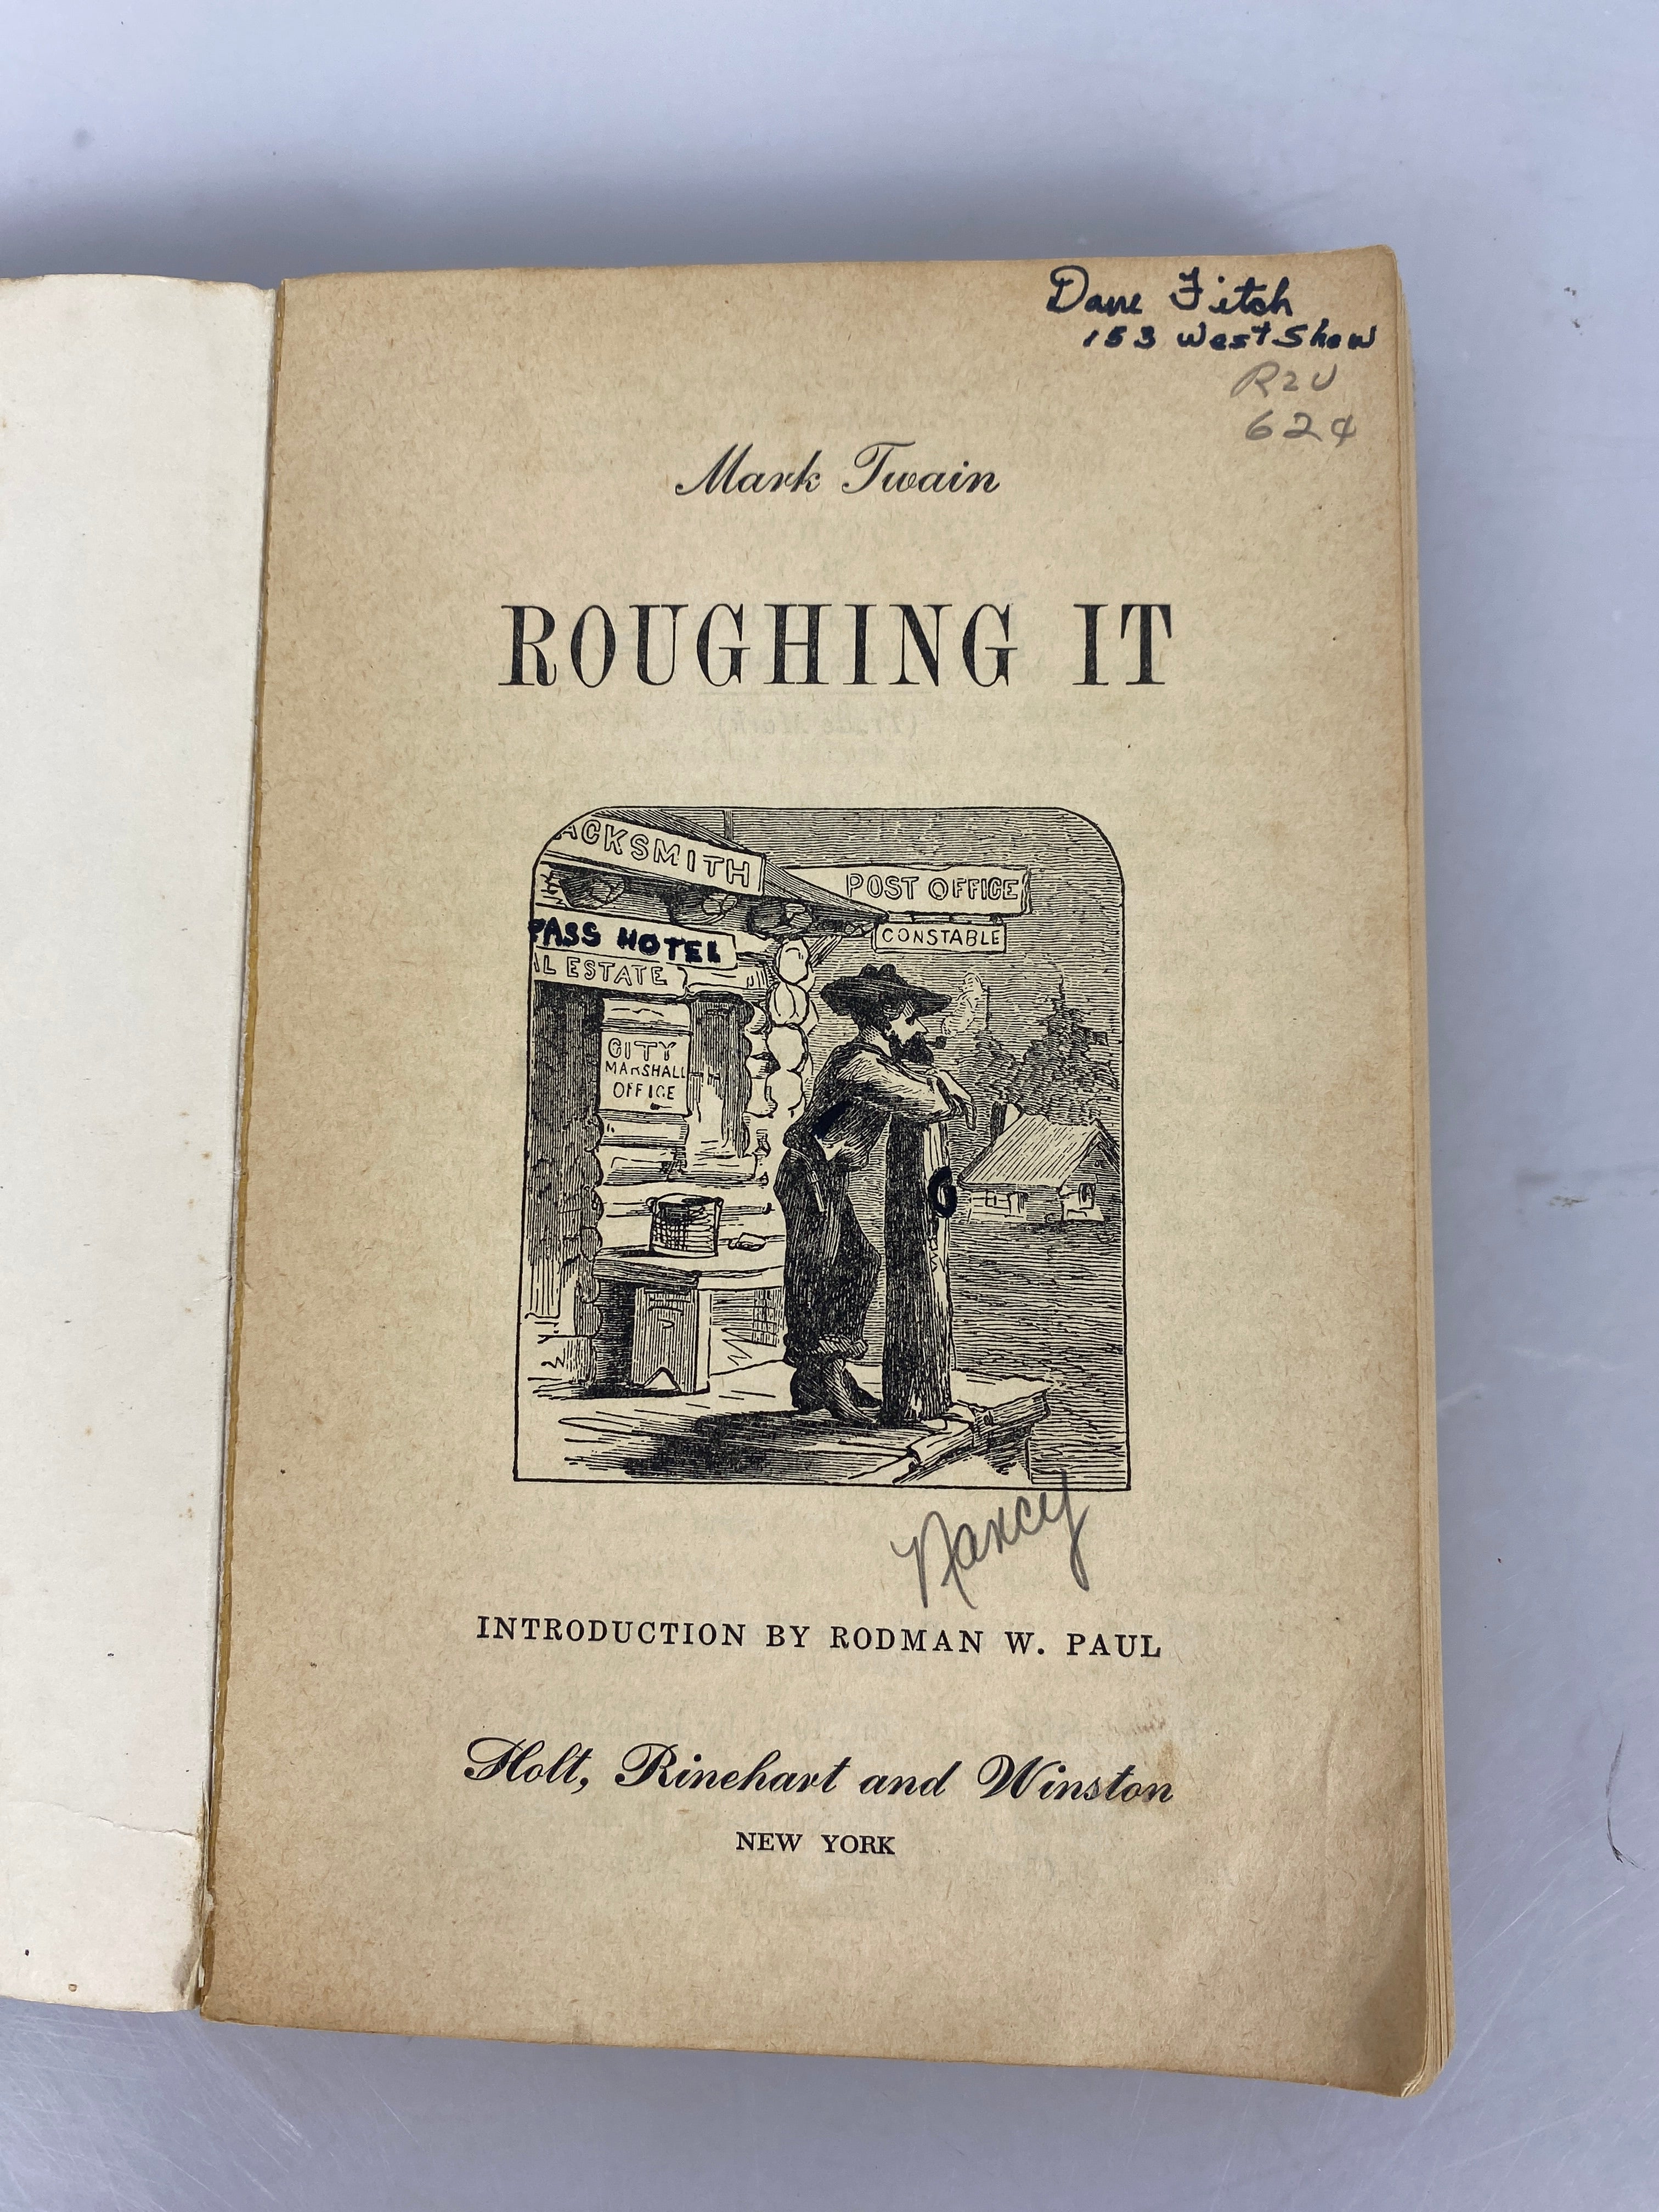 Dave Fitch
153 West Shaw
R2U
62¢
Mark Twain
ROUGHING IT
ACKSMITH
POST OFFICE
CONSTABLE
PASS HOTEL
AL ESTATE
CITY
MARSHALL
OFFICE
Nancy
INTRODUCTION BY RODMAN W. PAUL
Holt, Rinehart and Winston
NEW YORK